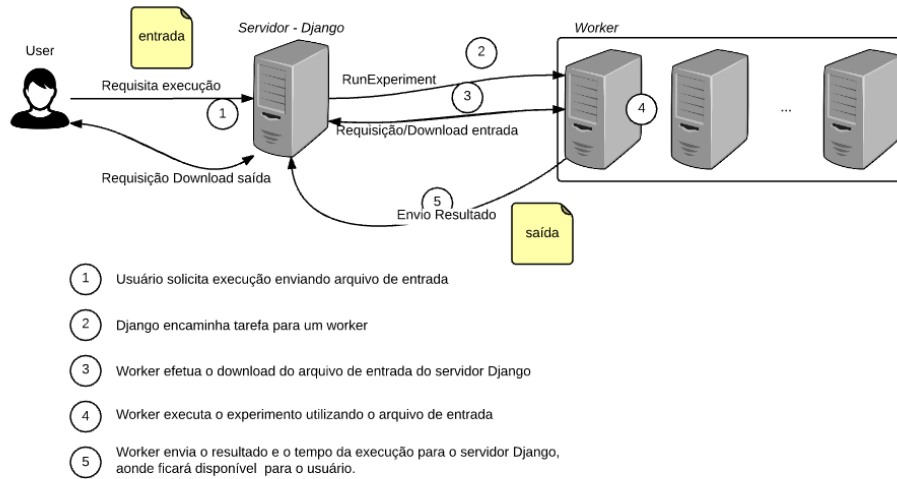 Servidor - Django
Worker
entrada
User
2
Requisita execução
RunExperiment
3
1
4
...
Requisição/Download entrada
Requisição Download saída
5
Envio Resultado
saída
1 Usuário solicita execução enviando arquivo de entrada
2 Django encaminha tarefa para um worker
3 Worker efetua o download do arquivo de entrada do servidor Django
4 Worker executa o experimento utilizando o arquivo de entrada
5 Worker envia o resultado e o tempo da execução para o servidor Django,
aonde ficará disponível  para o usuário.